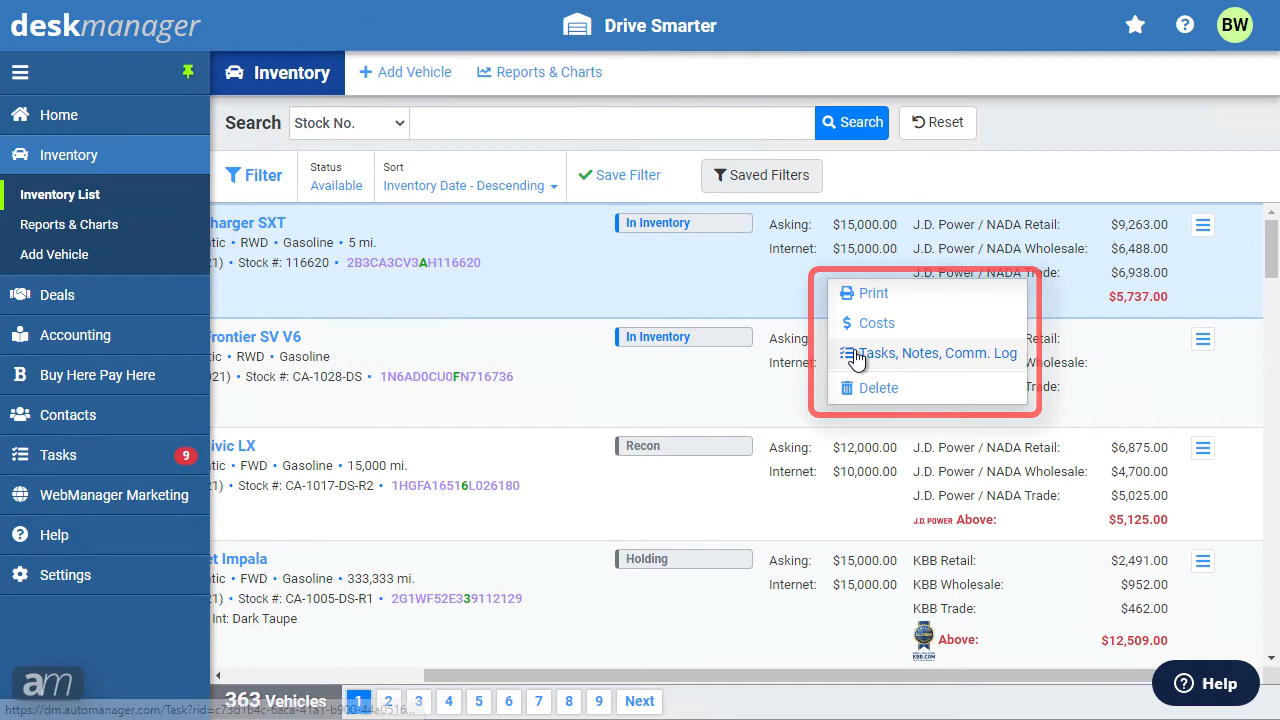 deskmanager
Drive Smarter
BW
Home
Inventory
Inventory List
Reports & Charts
Add Vehicle
Deals
Accounting
Buy Here Pay Here
Contacts
Tasks 9
WebManager Marketing
Help
Settings
am
Inventory Add Vehicle Reports & Charts
Search Stock No. Search Reset
Filter
Status
Available
Sort
Inventory Date - Descending
Save Filter
Saved Filters
harger SXT In Inventory Asking: $15,000.00 J.D. Power / NADA Retail: $9,263.00
tic • RWD • Gasoline • 5 mi. Internet: $15,000.00 J.D. Power / NADA Wholesale: $6,488.00
21) • Stock #: 116620 • 2B3CA3CV3AH116620 J.D. Power / NADA Trade: $6,938.00
$5,737.00
Print
Costs
Tasks, Notes, Comm. Log
Delete
Frontier SV V6 In Inventory Asking: Wholesale:
tic • RWD • Gasoline Retail:
21) • Stock #: CA-1028-DS • 1N6AD0CU0FN716736 Trade:
ivic LX Recon Asking: $12,000.00 J.D. Power / NADA Retail: $6,875.00
tic • FWD • Gasoline • 15,000 mi. Internet: $10,000.00 J.D. Power / NADA Wholesale: $4,700.00
21) • Stock #: CA-1017-DS-R2 • 1HGFA16516L026180 J.D. Power / NADA Trade: $5,025.00
J.D. POWER Above: $5,125.00
et Impala Holding Asking: $15,000.00 KBB Retail: $2,491.00
tic • FWD • Gasoline • 333,333 mi. Internet: $15,000.00 KBB Wholesale: $952.00
21) • Stock #: CA-1005-DS-R1 • 2G1WF52E339112129 KBB Trade: $462.00
Int: Dark Taupe
KBB.COM Above: $12,509.00
363 Vehicles 1 2 3 4 5 6 7 8 9 Next
Help